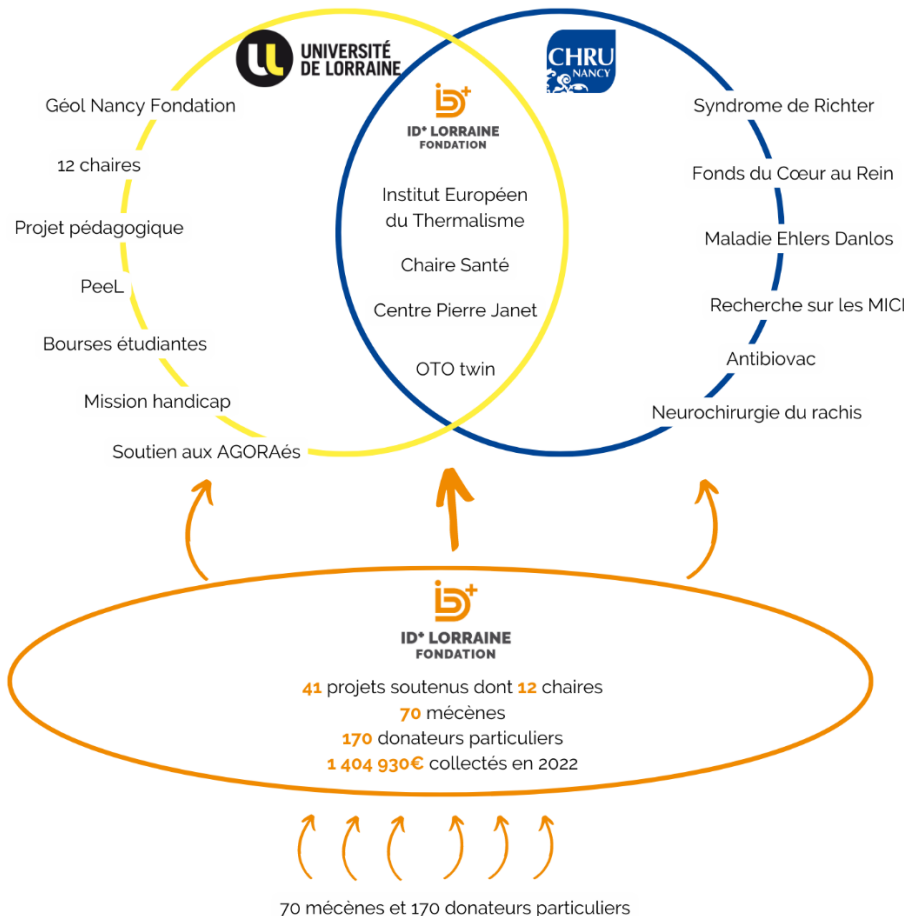 UNIVERSITÉ
DE LORRAINE
CHRU
NANCY
ID+ LORRAINE
FONDATION
Géol Nancy Fondation
12 chaires
Projet pédagogique
PeeL
Bourses étudiantes
Mission handicap
Soutien aux AGORAés
Institut Européen
du Thermalisme
Chaire Santé
Centre Pierre Janet
OTO twin
Syndrome de Richter
Fonds du Cœur au Rein
Maladie Ehlers Danlos
Recherche sur les MICI
Antibiovac
Neurochirurgie du rachis
ID+ LORRAINE
FONDATION
41 projets soutenus dont 12 chaires
70 mécènes
170 donateurs particuliers
1 404 930€ collectés en 2022
70 mécènes et 170 donateurs particuliers